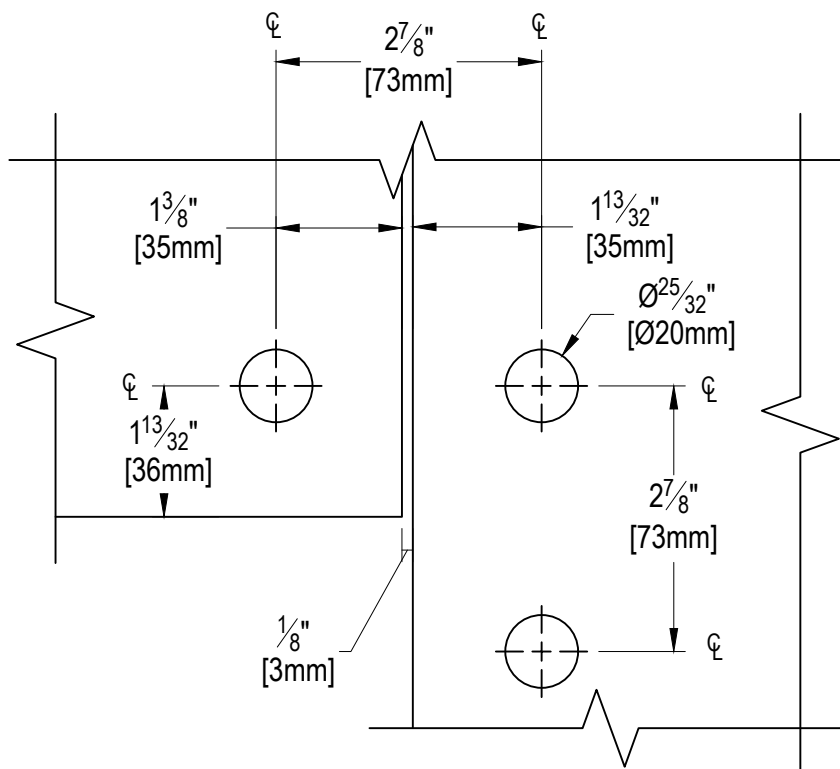 ℄
℄
2⅞"
[73mm]
1⅜"
[35mm]
1 13/32"
[35mm]
Ø25/32"
[Ø20mm]
℄
℄
1 13/32"
[36mm]
2⅞"
[73mm]
⅛"
[3mm]
℄